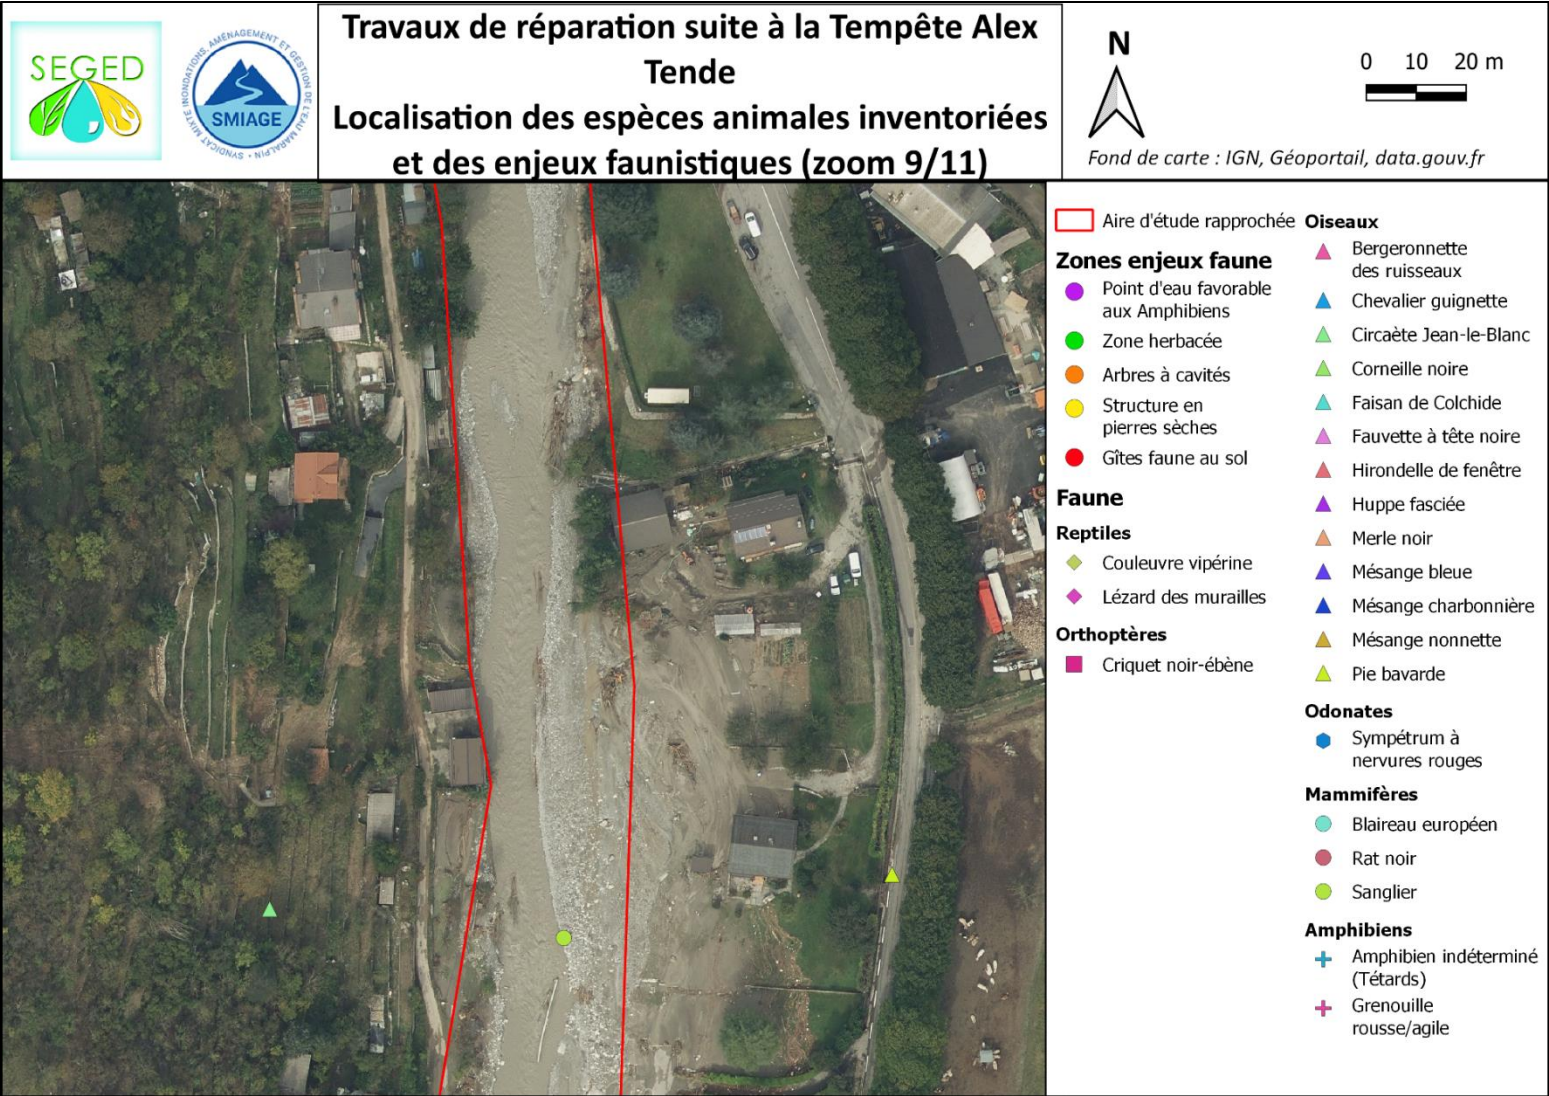 SEGED
SYNDICAT MIXTE INONDATIONS, AMÉNAGEMENT ET GESTION DE L'EAU MARALPIN
SMIAGE
Travaux de réparation suite à la Tempête Alex
Tende
Localisation des espèces animales inventoriées
et des enjeux faunistiques (zoom 9/11)
N
0 10 20 m
Fond de carte : IGN, Géoportail, data.gouv.fr
Aire d'étude rapprochée
Zones enjeux faune
Point d'eau favorable
aux Amphibiens
Zone herbacée
Arbres à cavités
Structure en
pierres sèches
Gîtes faune au sol
Faune
Reptiles
Couleuvre vipérine
Lézard des murailles
Orthoptères
Criquet noir-ébène
Oiseaux
Bergeronnette
des ruisseaux
Chevalier guignette
Circaète Jean-le-Blanc
Corneille noire
Faisan de Colchide
Fauvette à tête noire
Hirondelle de fenêtre
Huppe fasciée
Merle noir
Mésange bleue
Mésange charbonnière
Mésange nonnette
Pie bavarde
Odonates
Sympétrum à
nervures rouges
Mammifères
Blaireau européen
Rat noir
Sanglier
Amphibiens
Amphibien indéterminé
(Tétards)
Grenouille
rousse/agile